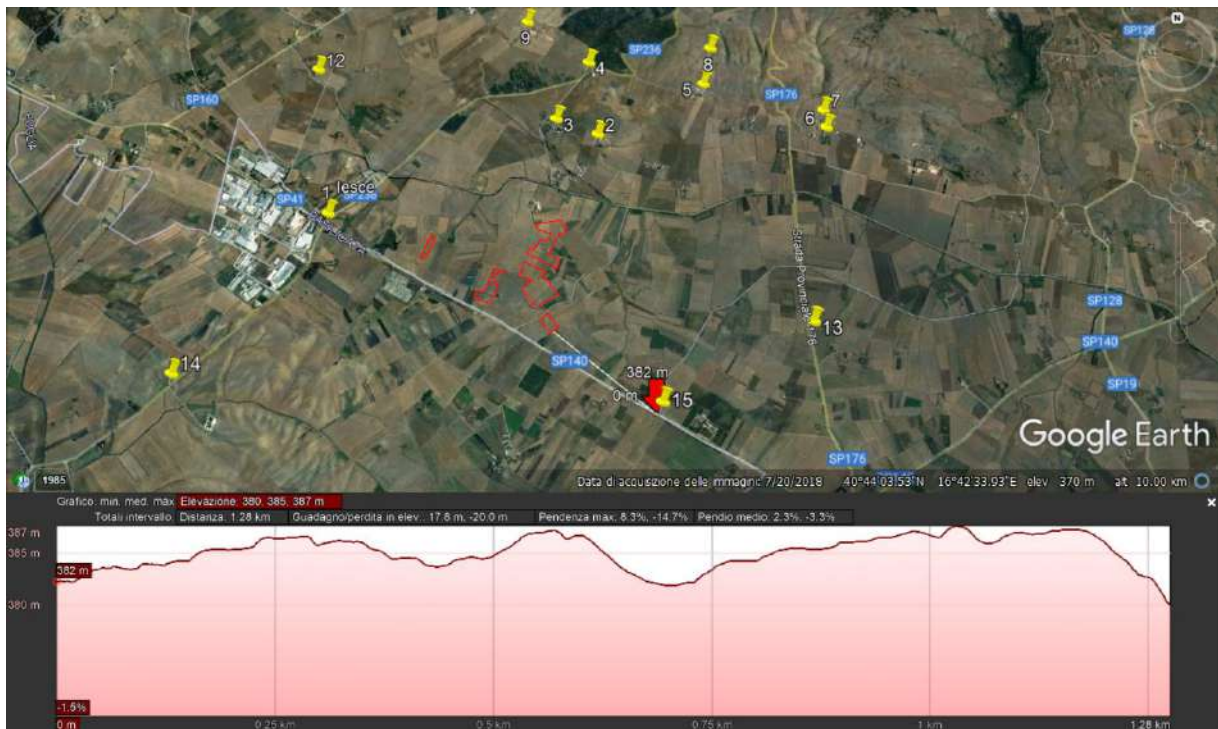 N
9
SP128
SP236
8
12
4
SP176
5
SP160
7
3
2
6
1 Iesce
SP41
SP236
Strada Provinciale 176
SP128
13
SP140
SP140
14
382 m
SP19
0 m
15
Google Earth
SP176
1985
Data di acquisizione delle immagini: 7/20/2018 40°44'03.53"N 16°42'33.93"E elev 370 m alt 10.00 km
Grafico: min. med. max Elevazione: 380, 385, 387 m
Totali intervallo: Distanza: 1.28 km Guadagno/perdita in elev.: 17.8 m, -20.0 m Pendenza max: 8.3%, -14.7% Pendio medio: 2.3%, -3.3%
387 m
385 m
382 m
380 m
-1.5%
0 m 0.25 km 0.5 km 0.75 km 1 km 1.28 km